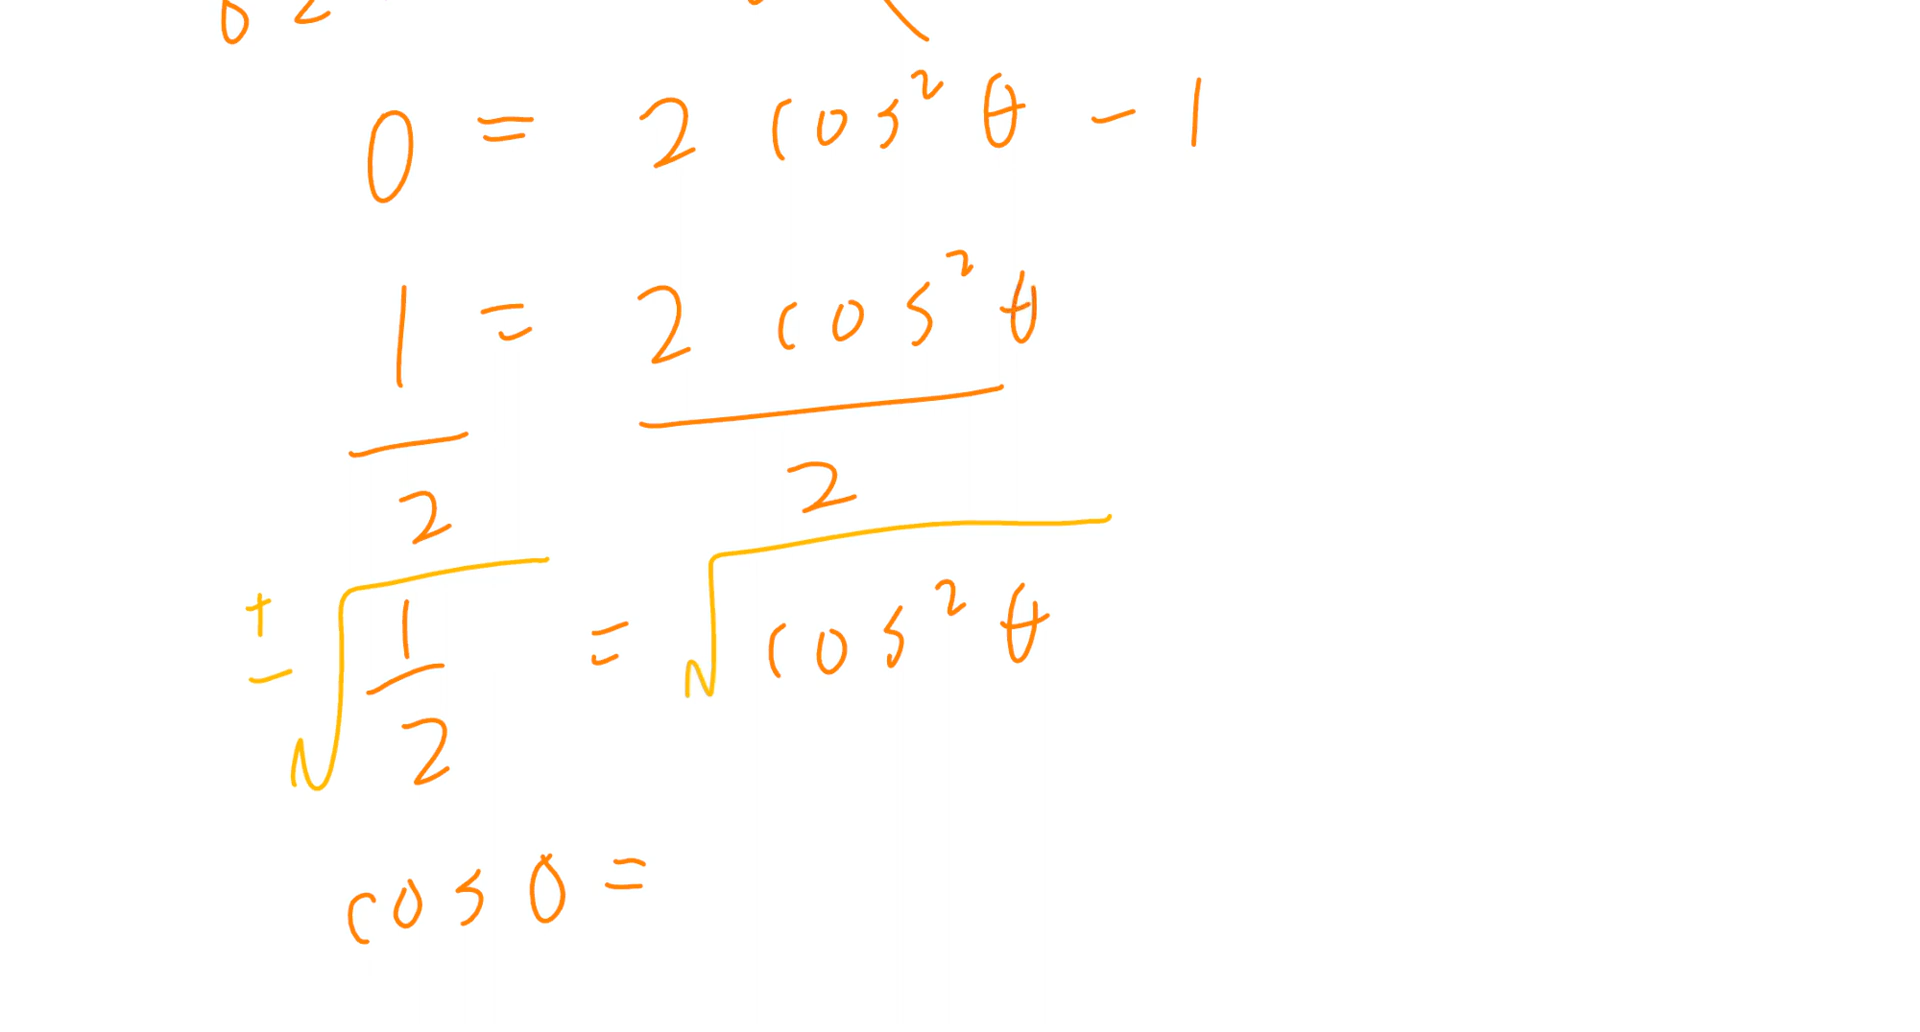 0 = 2 cos² θ - 1
1/2 = 2 cos² θ / 2
± √(1/2) = √(cos² θ)
cos θ =